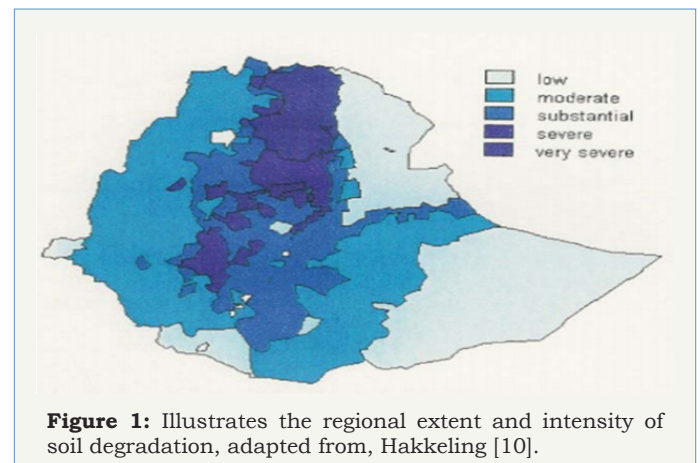 low
moderate
substantial
severe
very severe
Figure 1: Illustrates the regional extent and intensity of
soil degradation, adapted from, Hakkeling [10].